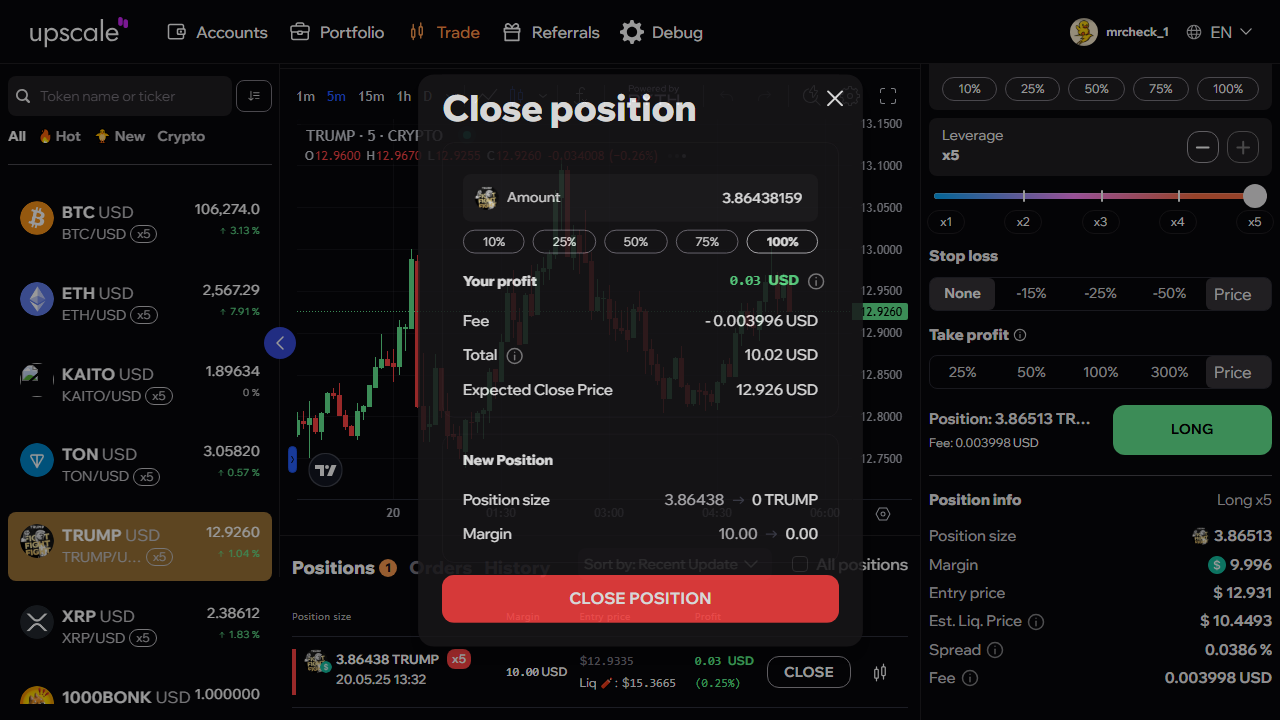 upscale
Accounts
Portfolio
Trade
Referrals
Debug
mrcheck_1
EN
Token name or ticker
All
Hot
New
Crypto
BTC USD
106,274.0
BTC/USD x5
↑ 3.13 %
ETH USD
2,567.29
ETH/USD x5
↑ 7.91 %
KAITO USD
1.89634
KAITO/USD x5
0 %
TON USD
3.05820
TON/USD x5
↑ 0.57 %
TRUMP USD
12.9260
TRUMP/U... x5
↑ 1.04 %
XRP USD
2.38612
XRP/USD x5
↑ 1.83 %
1000BONK USD
1.000000
1m 5m 15m 1h D
Powered by
TRUMP · 5 · CRYPTO
O12.9600 H12.9670 L12.9255 C12.9260 -0.034008 (-0.26%)
13.1500
13.1000
13.0500
13.0000
12.9500
12.9260
12.9000
12.8500
12.8000
12.7500
20 01:30 03:00 04:30 06:00
Close position
Amount
3.86438159
10% 25% 50% 75% 100%
Your profit
0.03 USD
Fee
-0.003996 USD
Total
10.02 USD
Expected Close Price
12.926 USD
New Position
Position size
3.86438 → 0 TRUMP
Margin
10.00 → 0.00
CLOSE POSITION
Positions 1
Orders
History
Sort by: Recent Update
All positions
Position size
Margin
Entry price
Profit
3.86438 TRUMP x5
20.05.25 13:32
10.00 USD
$12.9335
Liq : $15.3665
0.03 USD
(0.25%)
CLOSE
10% 25% 50% 75% 100%
Leverage
x5
x1 x2 x3 x4 x5
Stop loss
None -15% -25% -50% Price
Take profit
25% 50% 100% 300% Price
Position: 3.86513 TR...
Fee: 0.003998 USD
LONG
Position info
Long x5
Position size
3.86513
Margin
9.996
Entry price
$ 12.931
Est. Liq. Price
$ 10.4493
Spread
0.0386 %
Fee
0.003998 USD